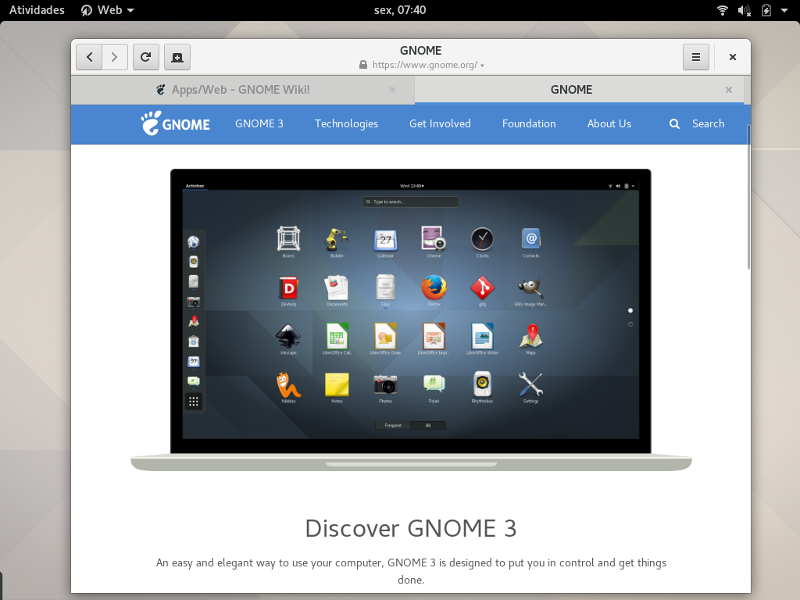 Atividades Web sex, 07:40
GNOME
https://www.gnome.org/
Apps/Web - GNOME Wiki! GNOME
GNOME GNOME 3 Technologies Get Involved Foundation About Us Search
Activities Wed 13:40
Type to search...
Boxes Builder Calendar Cheese Clocks Contacts
Devhelp Documents Files Firefox gitg GNU Image Man...
Inkscape LibreOffice Calc LibreOffice Draw LibreOffice Impr... LibreOffice Writer Maps
Nibbles Notes Photos Polari Rhythmbox Settings
Frequent All
Discover GNOME 3
An easy and elegant way to use your computer, GNOME 3 is designed to put you in control and get things
done.